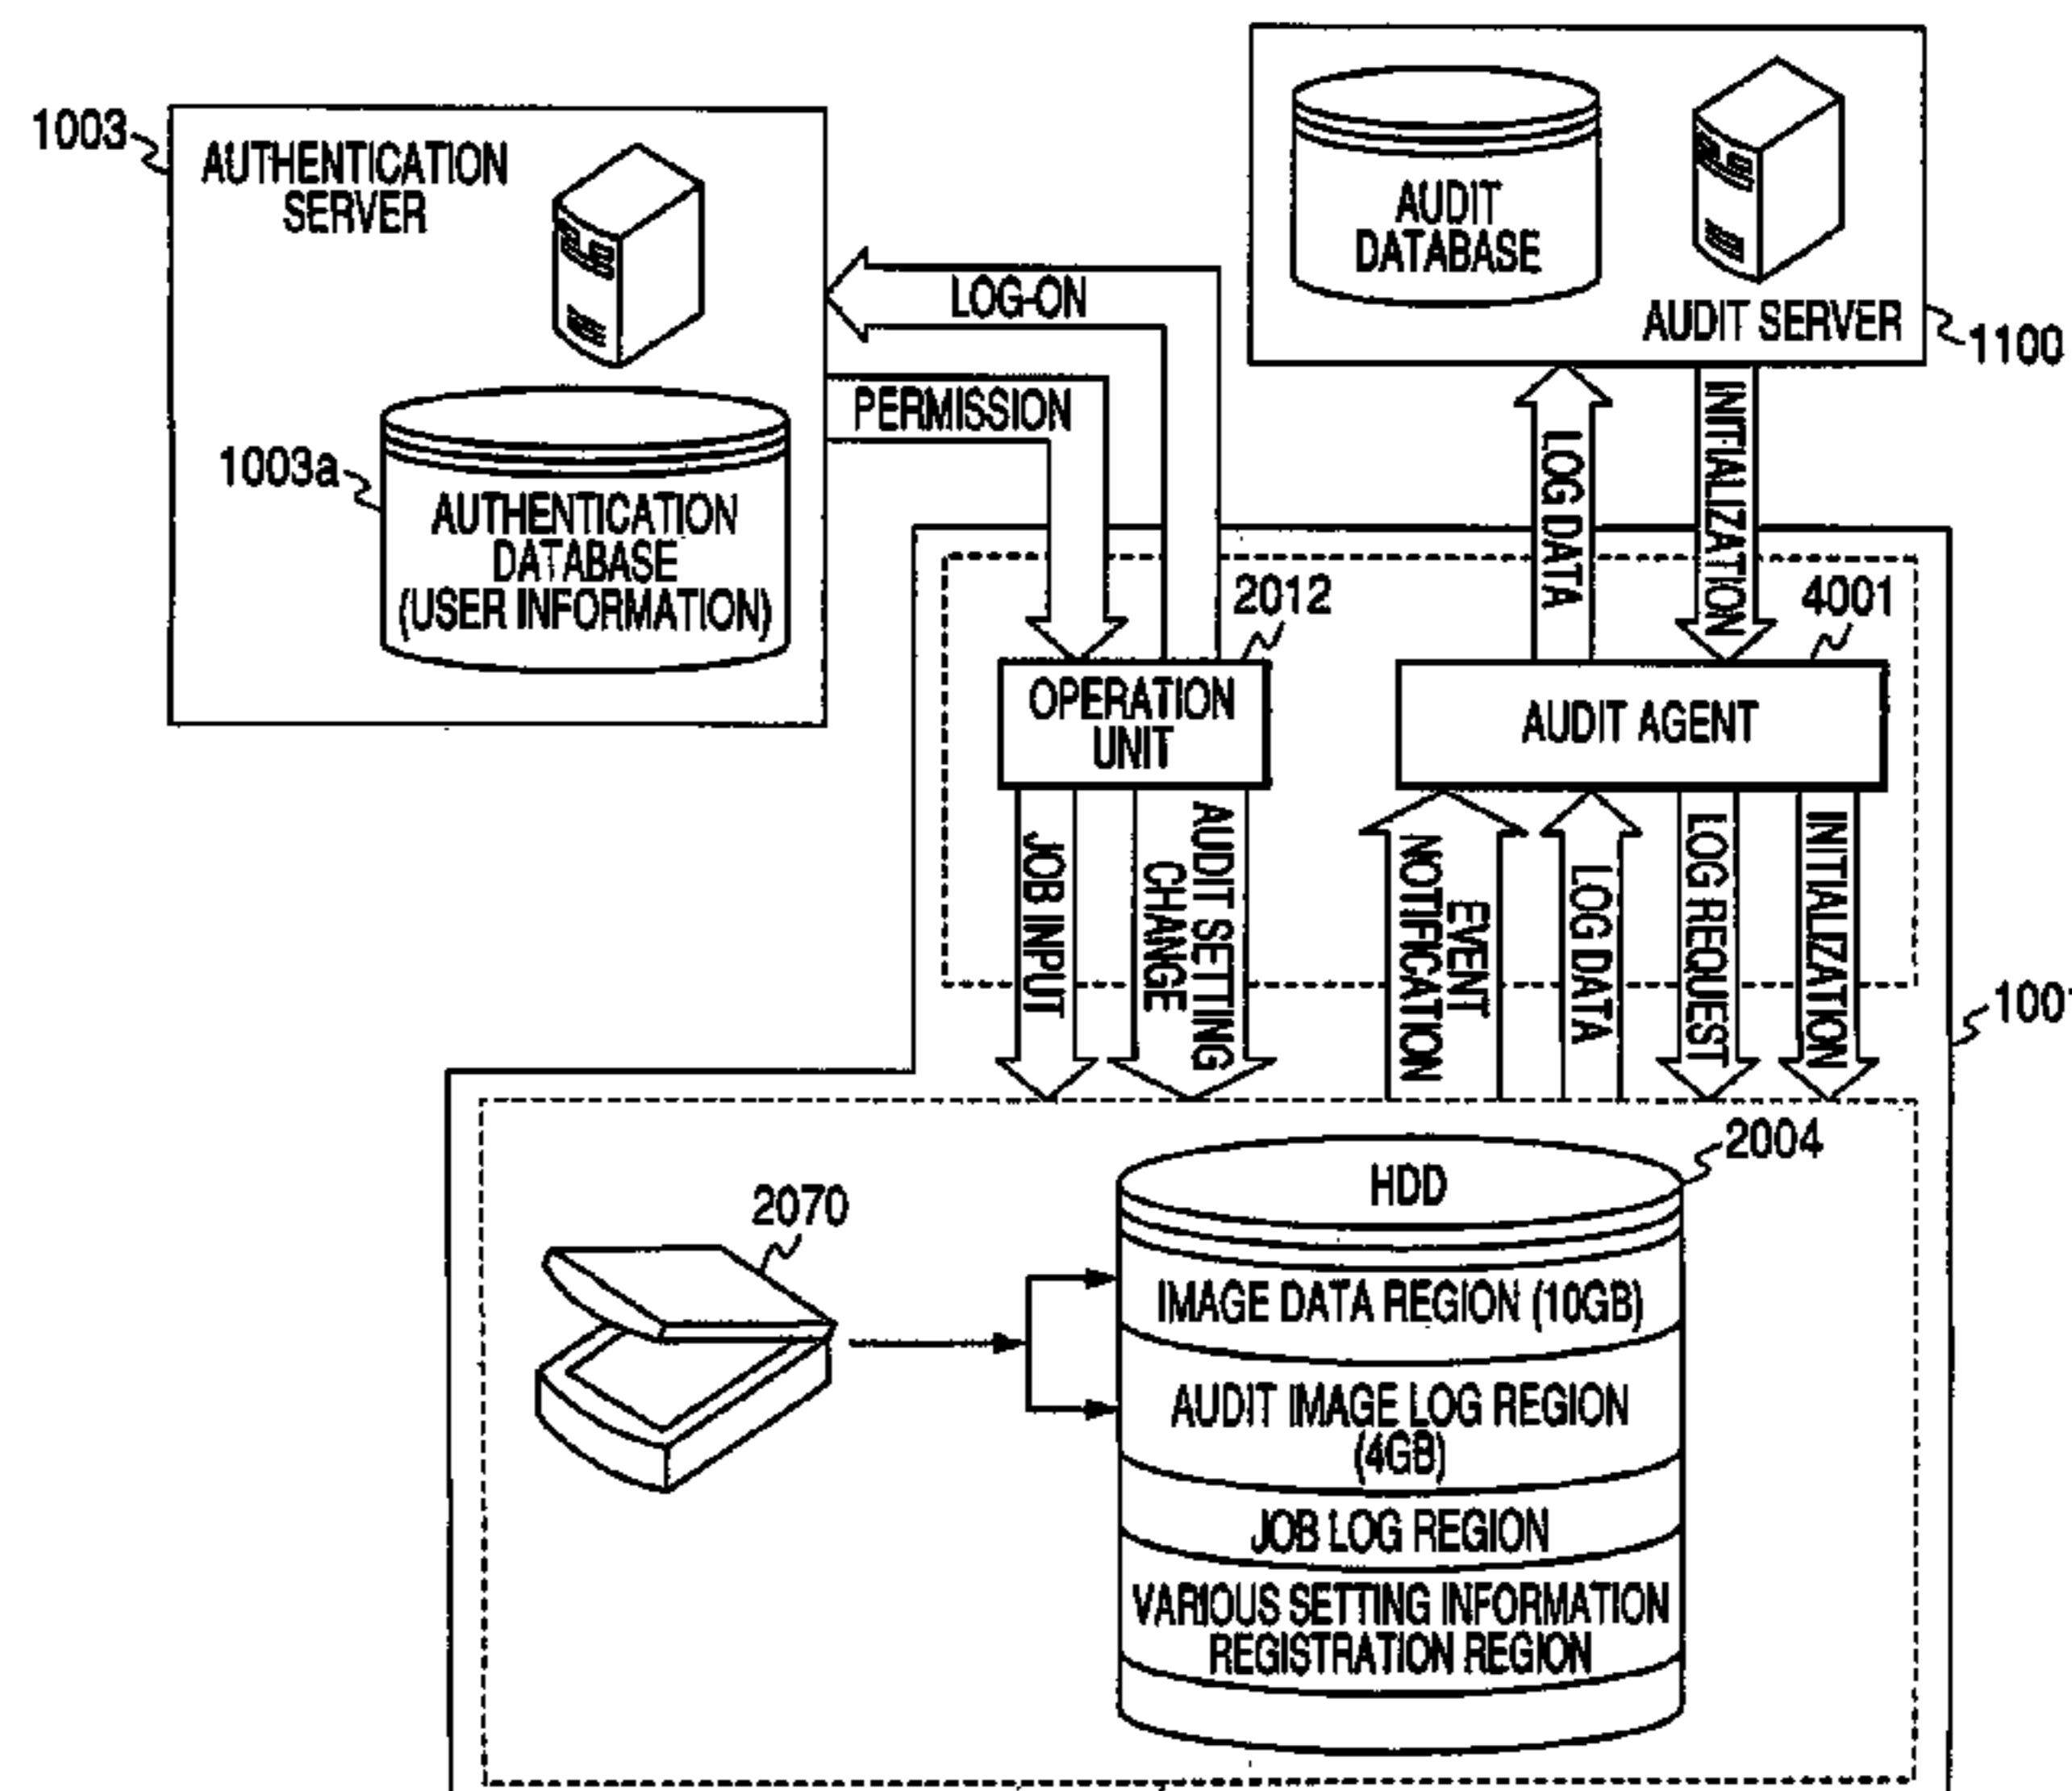 1003
AUTHENTICATION
SERVER
1003a
AUTHENTICATION
DATABASE
(USER INFORMATION)
LOG-ON
PERMISSION
AUDIT
DATABASE
AUDIT SERVER
1100
LOG DATA
INITIALIZATION
2012
4001
OPERATION
UNIT
AUDIT AGENT
JOB INPUT
AUDIT SETTING
CHANGE
EVENT
NOTIFICATION
LOG DATA
LOG REQUEST
INITIALIZATION
1001
2070
2004
HDD
IMAGE DATA REGION (10GB)
AUDIT IMAGE LOG REGION
(4GB)
JOB LOG REGION
VARIOUS SETTING INFORMATION
REGISTRATION REGION